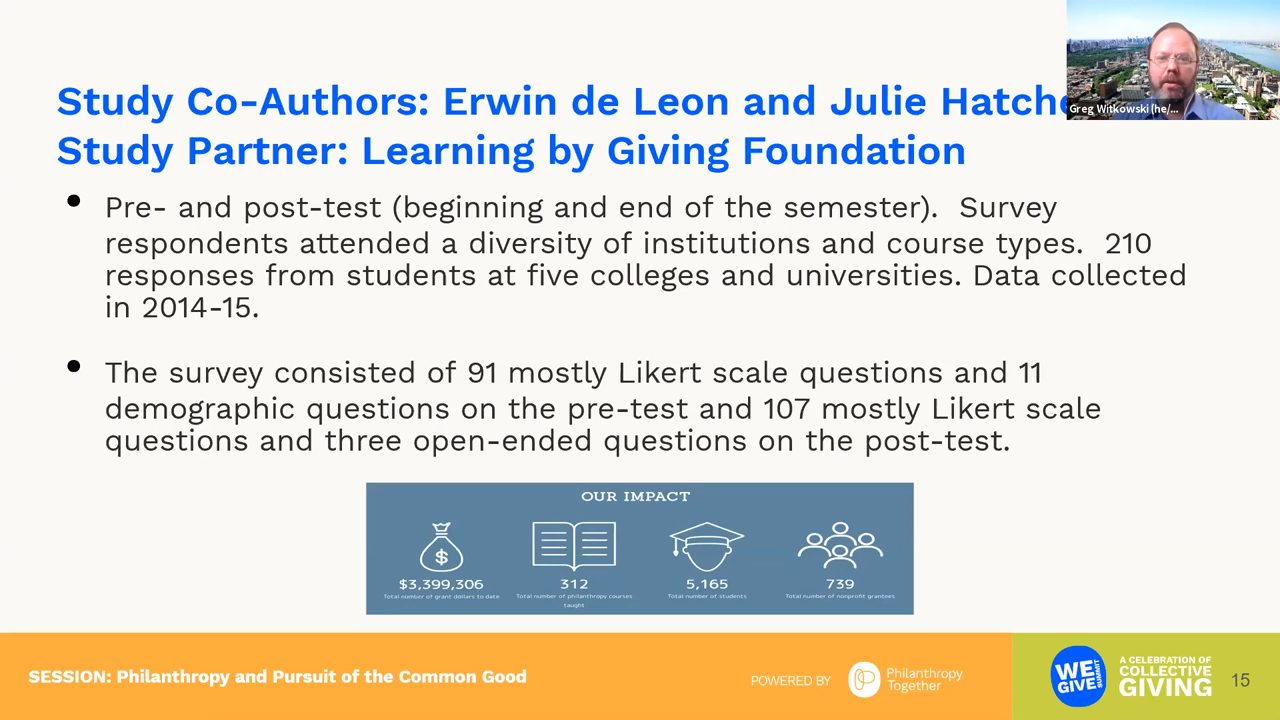 Study Co-Authors: Erwin de Leon and Julie
Study Partner: Learning by Giving Foundation
Greg Witkowski (he/...
• Pre- and post-test (beginning and end of the semester).  Survey
respondents attended a diversity of institutions and course types.  210
responses from students at five colleges and universities. Data collected
in 2014-15.
• The survey consisted of 91 mostly Likert scale questions and 11
demographic questions on the pre-test and 107 mostly Likert scale
questions and three open-ended questions on the post-test.
OUR IMPACT
$
$3,399,306 312 5,165 739
Total number of grant dollars to date Total number of philanthropy courses Total number of students Total number of nonprofit grantees
taught
SESSION: Philanthropy and Pursuit of the Common Good
POWERED BY
Philanthropy
Together
WE
GIVE
SUMMIT
A CELEBRATION OF
COLLECTIVE
GIVING
15